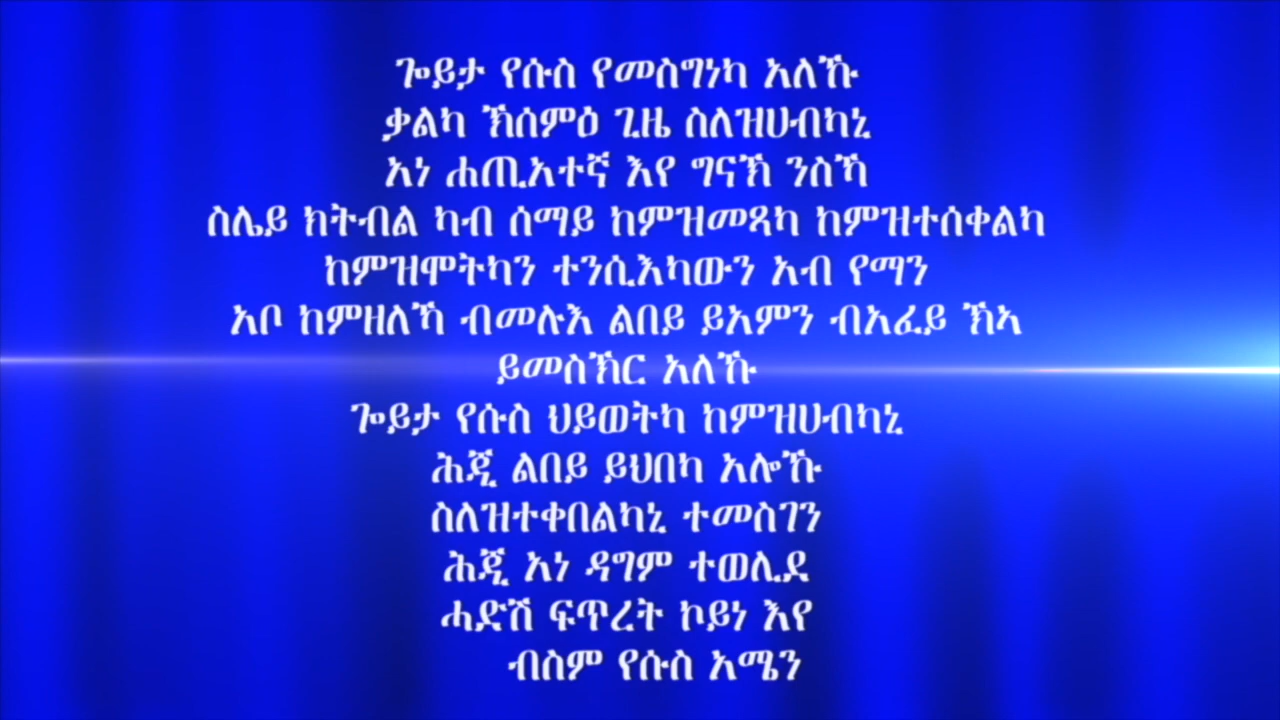 ጐይታ የሱስ የመስግነካ አለኹ
ቃልካ ኽሰምዕ ጊዜ ስለዝሀብካኒ
አነ ሐጢአተኛ እየ ግናኽ ንስኻ
ስሌይ ክትብል ካብ ሰማይ ከምዝመጻካ ከምዝተሰቀልካ
ከምዝሞትካን ተንሲእካውን አብ የማን
አቦ ከምዘለኻ ብመሉእ ልበይ ይአምን ብአፈይ ኽኣ
ይመስኽር አለኹ
ጐይታ የሱስ ህይወትካ ከምዝሀብካኒ
ሕጂ ልበይ ይህበካ አሎኹ
ስለዝተቀበልካኒ ተመስገን
ሕጂ አነ ዳግም ተወሊደ
ሓድሽ ፍጥረት ኮይነ እየ
ብስም የሱስ አሜን